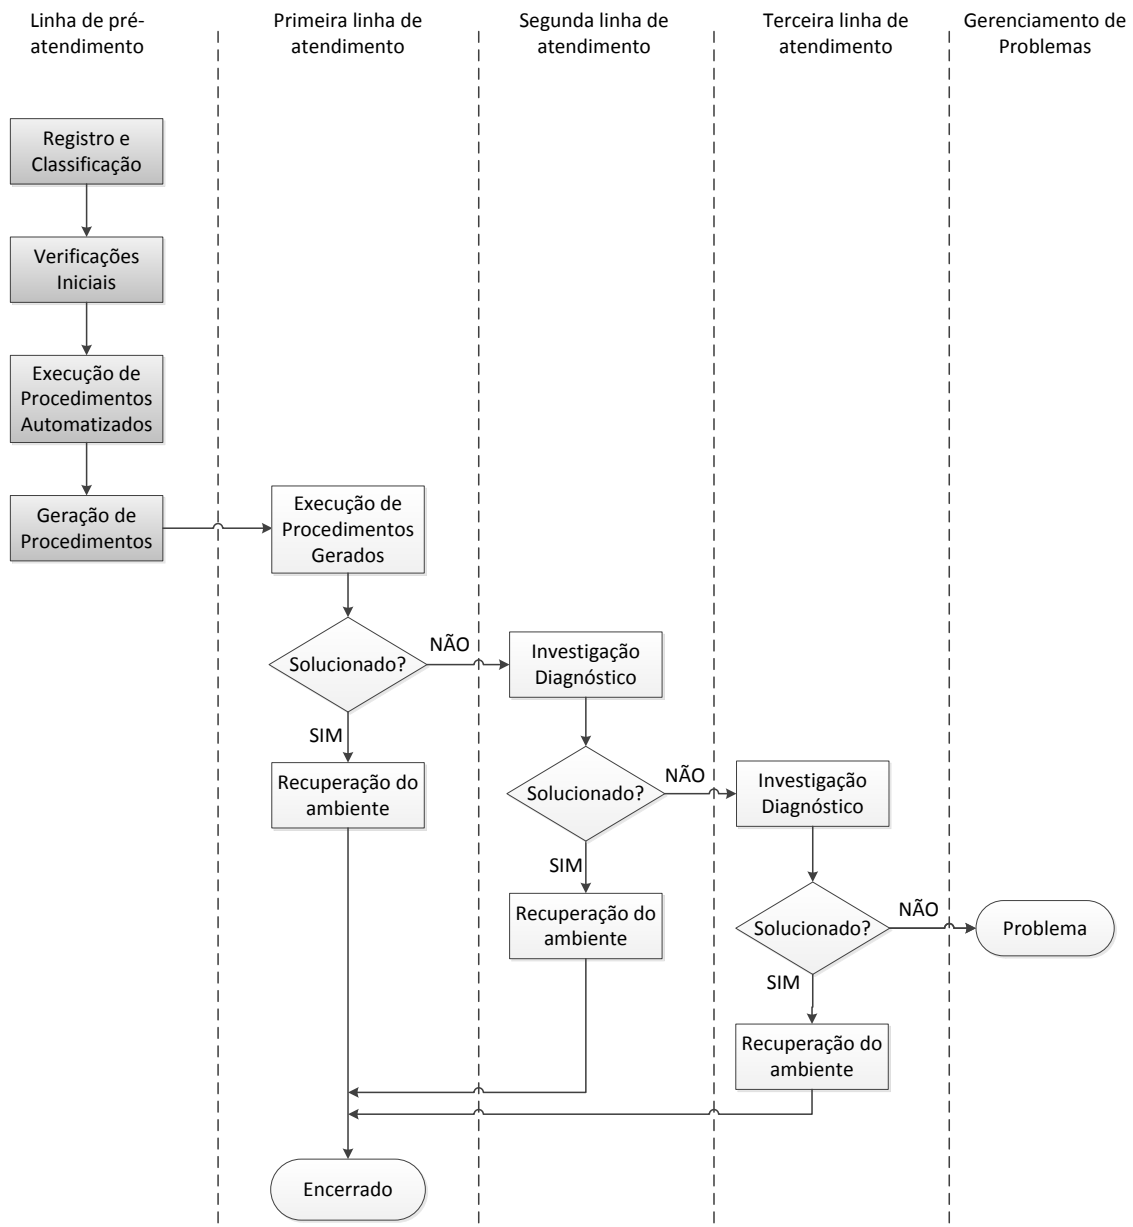 Linha de pré-
atendimento
Primeira linha de
atendimento
Segunda linha de
atendimento
Terceira linha de
atendimento
Gerenciamento de
Problemas
Registro e
Classificação
Verificações
Iniciais
Execução de
Procedimentos
Automatizados
Geração de
Procedimentos
Execução de
Procedimentos
Gerados
Solucionado?
NÃO
SIM
Recuperação do
ambiente
Investigação
Diagnóstico
Solucionado?
NÃO
SIM
Recuperação do
ambiente
Investigação
Diagnóstico
Solucionado?
NÃO
SIM
Recuperação do
ambiente
Problema
Encerrado